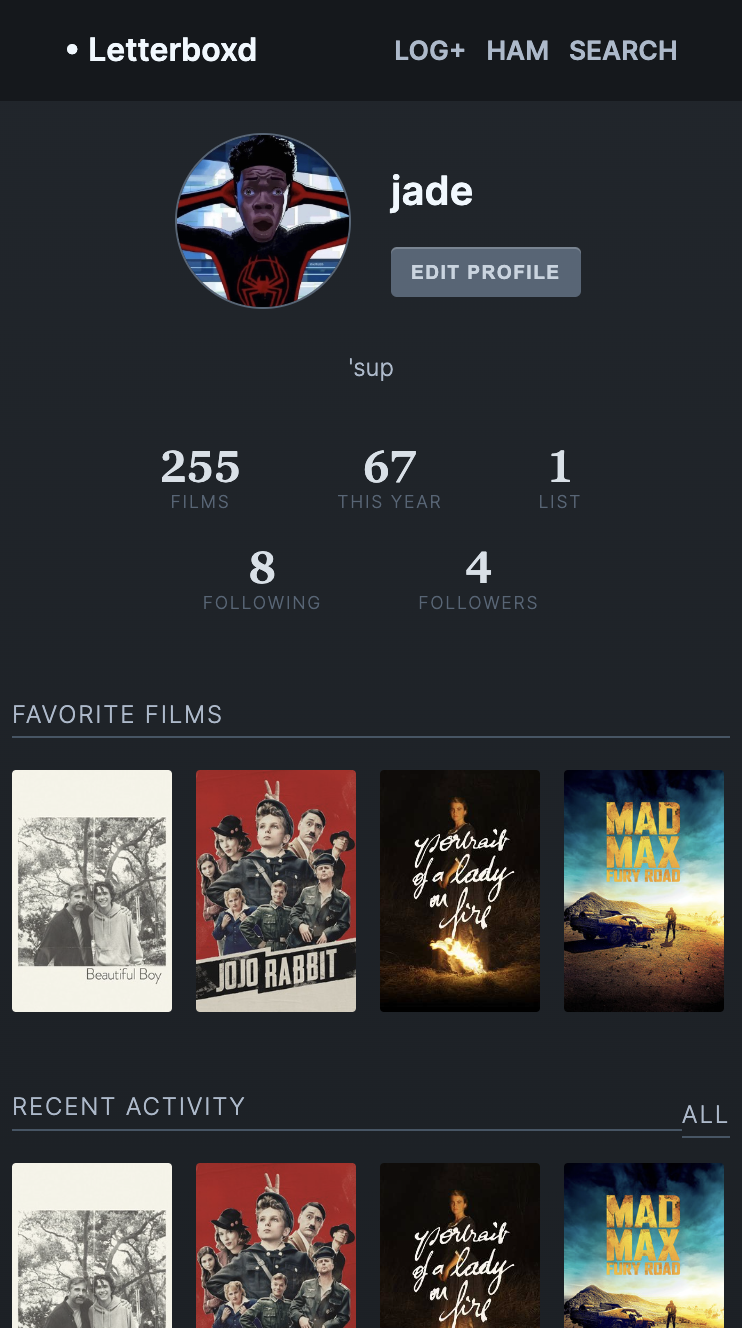 • Letterboxd LOG+ HAM SEARCH
jade
EDIT PROFILE
'sup
255 67 1
FILMS THIS YEAR LIST
8 4
FOLLOWING FOLLOWERS
FAVORITE FILMS
Beautiful Boy
JOJO RABBIT
portrait
of a lady
on fire
MAD
MAX
FURY ROAD
RECENT ACTIVITY ALL
portrait
of a lady
on fire
MAD
MAX
FURY ROAD